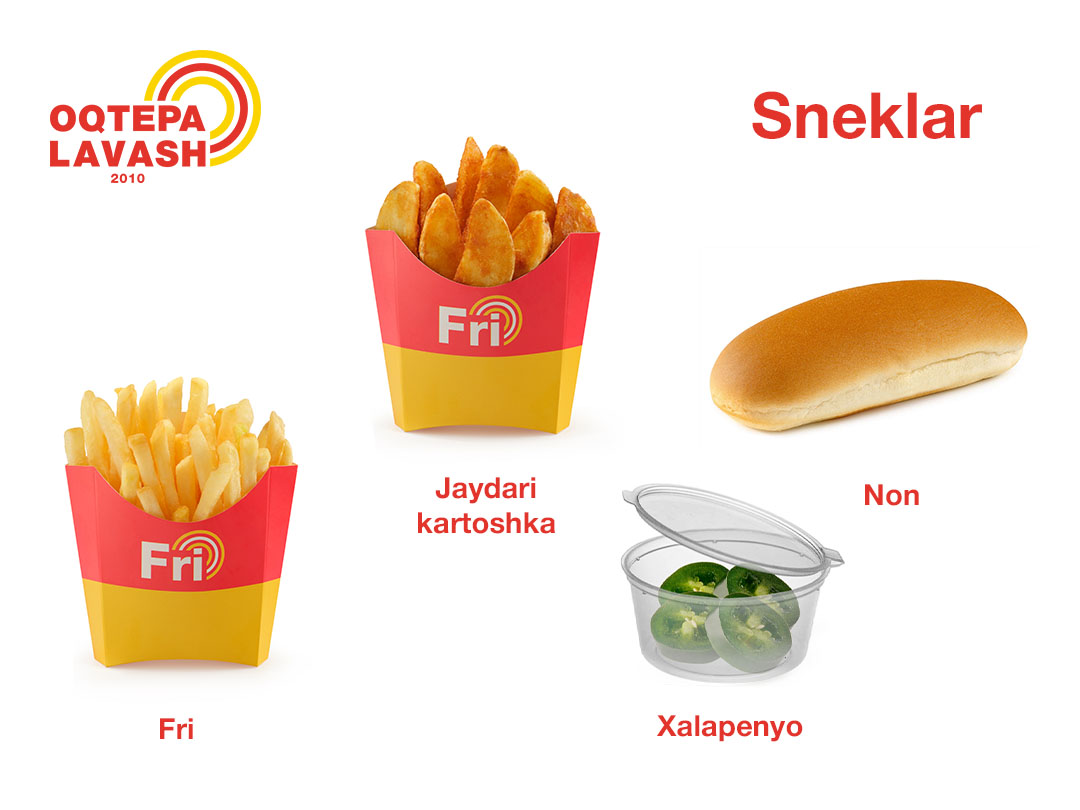 OQTEPA
LAVASH
2010
Sneklar
Fri
Jaydari
kartoshka
Non
Fri
Fri
Xalapenyo